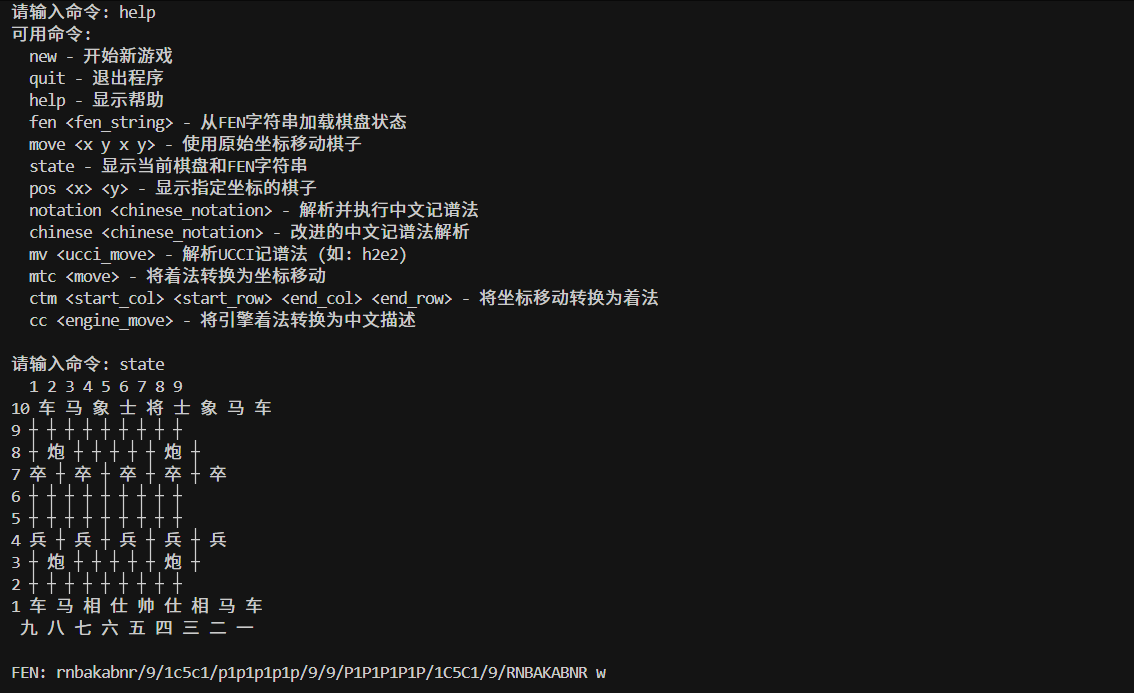 请输入命令: help
可用命令:
  new - 开始新游戏
  quit - 退出程序
  help - 显示帮助
  fen <fen_string> - 从FEN字符串加载棋盘状态
  move <x y x y> - 使用原始坐标移动棋子
  state - 显示当前棋盘和FEN字符串
  pos <x> <y> - 显示指定坐标的棋子
  notation <chinese_notation> - 解析并执行中文记谱法
  chinese <chinese_notation> - 改进的中文记谱法解析
  mv <ucci_move> - 解析UCCI记谱法 (如: h2e2)
  mtc <move> - 将着法转换为坐标移动
  ctm <start_col> <start_row> <end_col> <end_row> - 将坐标移动转换为着法
  cc <engine_move> - 将引擎着法转换为中文描述
请输入命令: state
  1 2 3 4 5 6 7 8 9
10 车 马 象 士 将 士 象 马 车
9 ┼ ┼ ┼ ┼ ┼ ┼ ┼ ┼ ┼
8 ┼ 炮 ┼ ┼ ┼ ┼ ┼ 炮 ┼
7 卒 ┼ 卒 ┼ 卒 ┼ 卒 ┼ 卒
6 ┼ ┼ ┼ ┼ ┼ ┼ ┼ ┼ ┼
5 ┼ ┼ ┼ ┼ ┼ ┼ ┼ ┼ ┼
4 兵 ┼ 兵 ┼ 兵 ┼ 兵 ┼ 兵
3 ┼ 炮 ┼ ┼ ┼ ┼ ┼ 炮 ┼
2 ┼ ┼ ┼ ┼ ┼ ┼ ┼ ┼ ┼
1 车 马 相 仕 帅 仕 相 马 车
 九 八 七 六 五 四 三 二 一
FEN: rnbakabnr/9/1c5c1/p1p1p1p1p/9/9/P1P1P1P1P/1C5C1/9/RNBAKABNR w